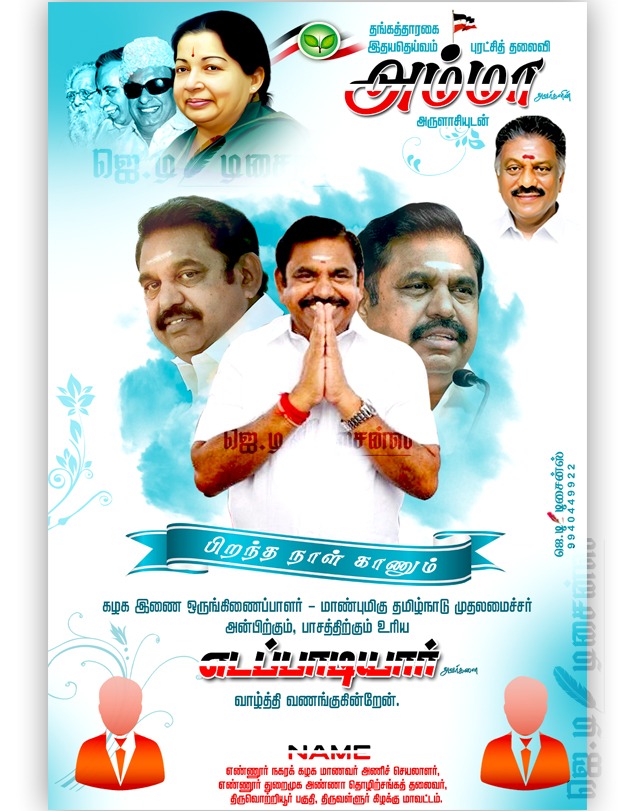 தங்கத்தாரகை
இதயதெய்வம் புரட்சித் தலைவி
அம்மா அவர்களின்
அருளாசியுடன்
ஜெ.டி டிசைன்ஸ்
ஜெ.டி டிசைன்ஸ்
ஜெ.டி டிசைன்ஸ்
9940449922
ஜெ.டி டிசைன்ஸ்
பிறந்த நாள் காணும்
கழக இணை ஒருங்கிணைப்பாளர் – மாண்புமிகு தமிழ்நாடு முதலமைச்சர்
அன்பிற்கும், பாசத்திற்கும் உரிய
எடப்பாடியார் அவர்களை
வாழ்த்தி வணங்குகின்றேன்.
NAME
எண்ணூர் நகரக் கழக மாணவர் அணிச் செயலாளர்,
எண்ணூர் துறைமுக அண்ணா தொழிற்சங்கத் தலைவர்,
திருவொற்றியூர் பகுதி, திருவள்ளூர் கிழக்கு மாவட்டம்.